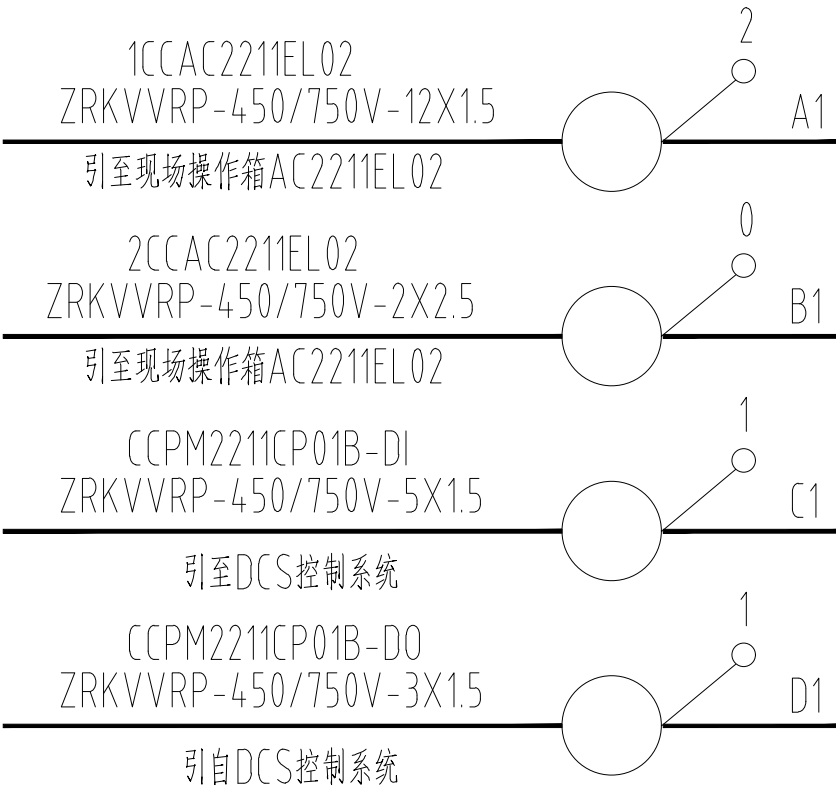 2
1CCAC2211EL02
ZRKVVRP-450/750V-12X1.5
A1
引至现场操作箱AC2211EL02
0
2CCAC2211EL02
ZRKVVRP-450/750V-2X2.5
B1
引至现场操作箱AC2211EL02
1
CCPM2211CP01B-DI
ZRKVVRP-450/750V-5X1.5
C1
引至DCS控制系统
1
CCPM2211CP01B-DO
ZRKVVRP-450/750V-3X1.5
D1
引自DCS控制系统